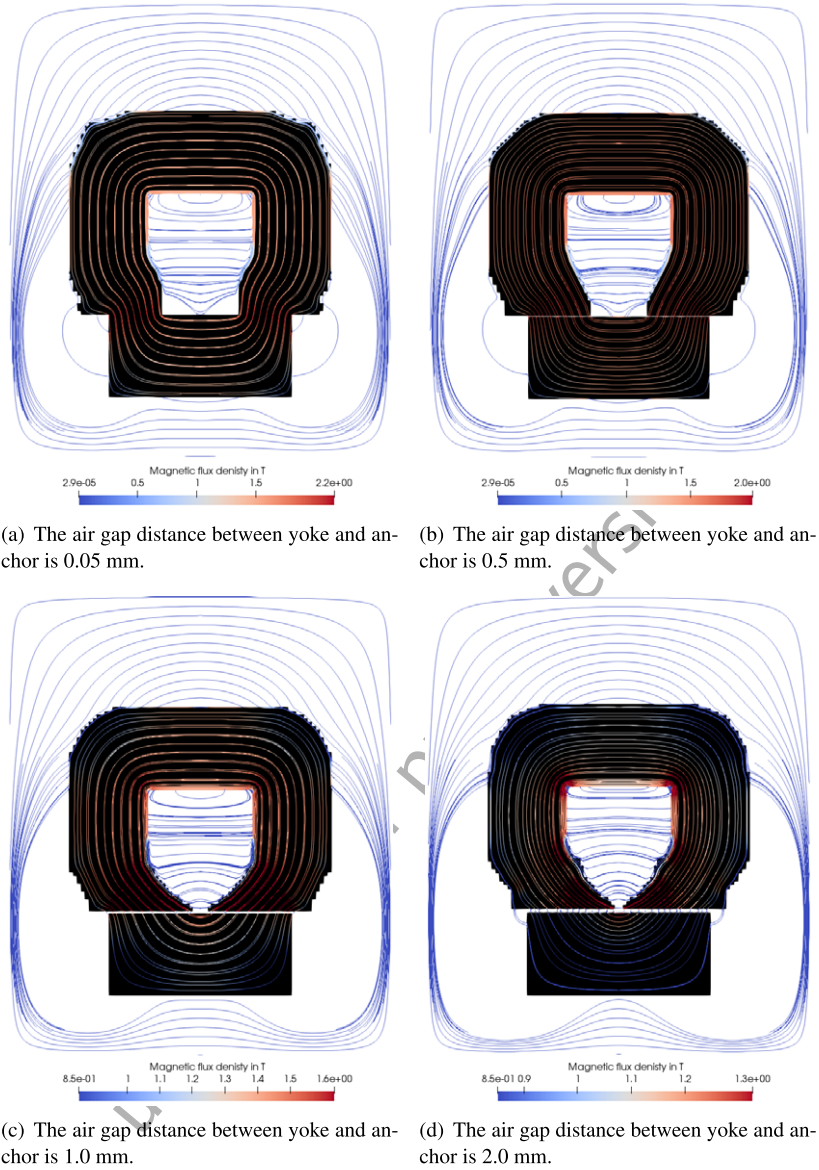 Magnetic flux denisty in T
2.9e-05 0.5 1 1.5 2.2e+00
(a) The air gap distance between yoke and an-
chor is 0.05 mm.
Magnetic flux denisty in T
2.9e-05 0.5 1 1.5 2.0e+00
(b) The air gap distance between yoke and an-
chor is 0.5 mm.
Magnetic flux denisty in T
8.5e-01 1 1.1 1.2 1.3 1.4 1.5 1.6e+00
(c) The air gap distance between yoke and an-
chor is 1.0 mm.
Magnetic flux denisty in T
8.5e-01 0.9 1 1.1 1.2 1.3e+00
(d) The air gap distance between yoke and an-
chor is 2.0 mm.